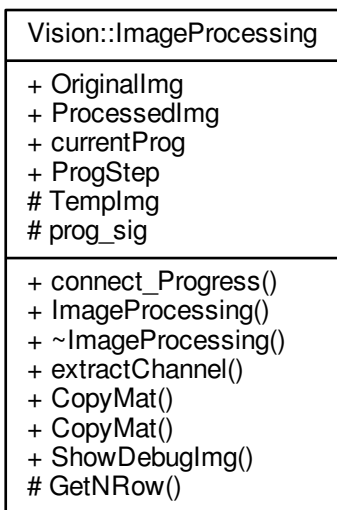 Vision::ImageProcessing
+ OriginalImg
+ ProcessedImg
+ currentProg
+ ProgStep
# TempImg
# prog_sig
+ connect_Progress()
+ ImageProcessing()
+ ~ImageProcessing()
+ extractChannel()
+ CopyMat()
+ CopyMat()
+ ShowDebugImg()
# GetNRow()